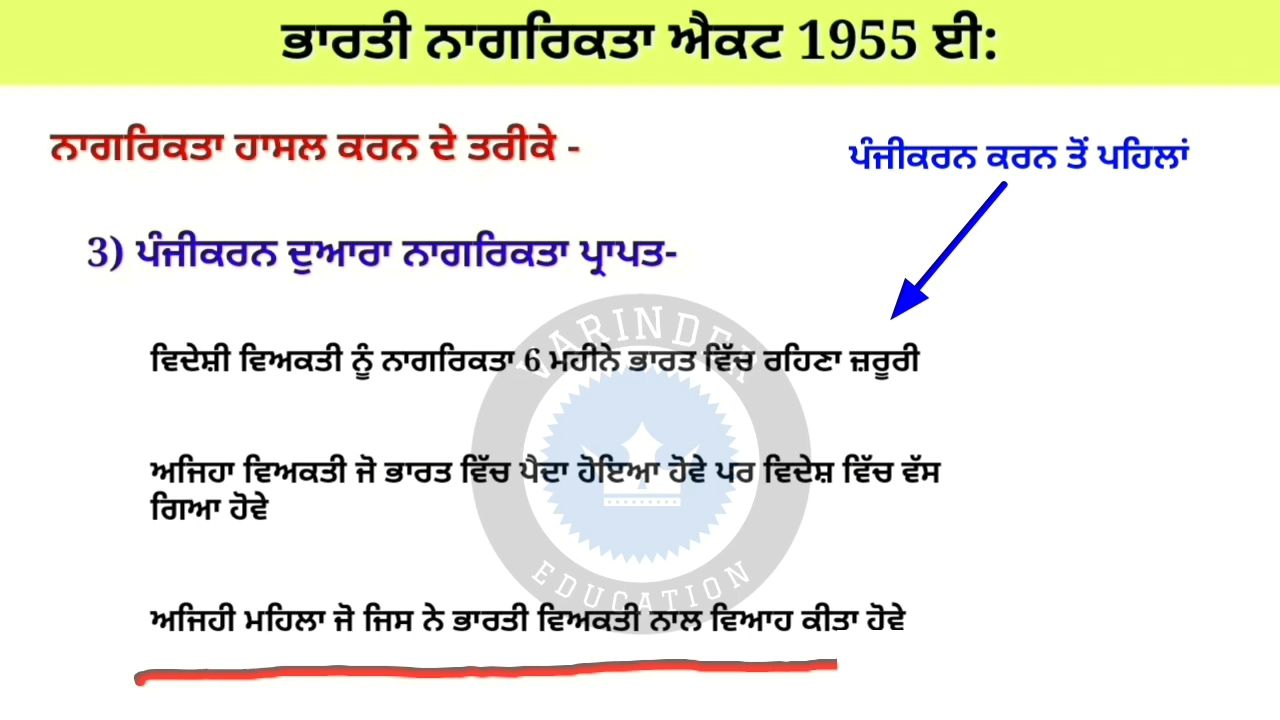 ਭਾਰਤੀ ਨਾਗਰਿਕਤਾ ਐਕਟ 1955 ਈ:
ਨਾਗਰਿਕਤਾ ਹਾਸਲ ਕਰਨ ਦੇ ਤਰੀਕੇ -
ਪੰਜੀਕਰਨ ਕਰਨ ਤੋਂ ਪਹਿਲਾਂ
3) ਪੰਜੀਕਰਨ ਦੁਆਰਾ ਨਾਗਰਿਕਤਾ ਪ੍ਰਾਪਤ-
VARINDER
ਵਿਦੇਸ਼ੀ ਵਿਅਕਤੀ ਨੂੰ ਨਾਗਰਿਕਤਾ 6 ਮਹੀਨੇ ਭਾਰਤ ਵਿੱਚ ਰਹਿਣਾ ਜ਼ਰੂਰੀ
ਅਜਿਹਾ ਵਿਅਕਤੀ ਜੋ ਭਾਰਤ ਵਿੱਚ ਪੈਦਾ ਹੋਇਆ ਹੋਵੇ ਪਰ ਵਿਦੇਸ਼ ਵਿੱਚ ਵੱਸ
ਗਿਆ ਹੋਵੇ
EDUCATION
ਅਜਿਹੀ ਮਹਿਲਾ ਜੋ ਜਿਸ ਨੇ ਭਾਰਤੀ ਵਿਅਕਤੀ ਨਾਲ ਵਿਆਹ ਕੀਤਾ ਹੋਵੇ